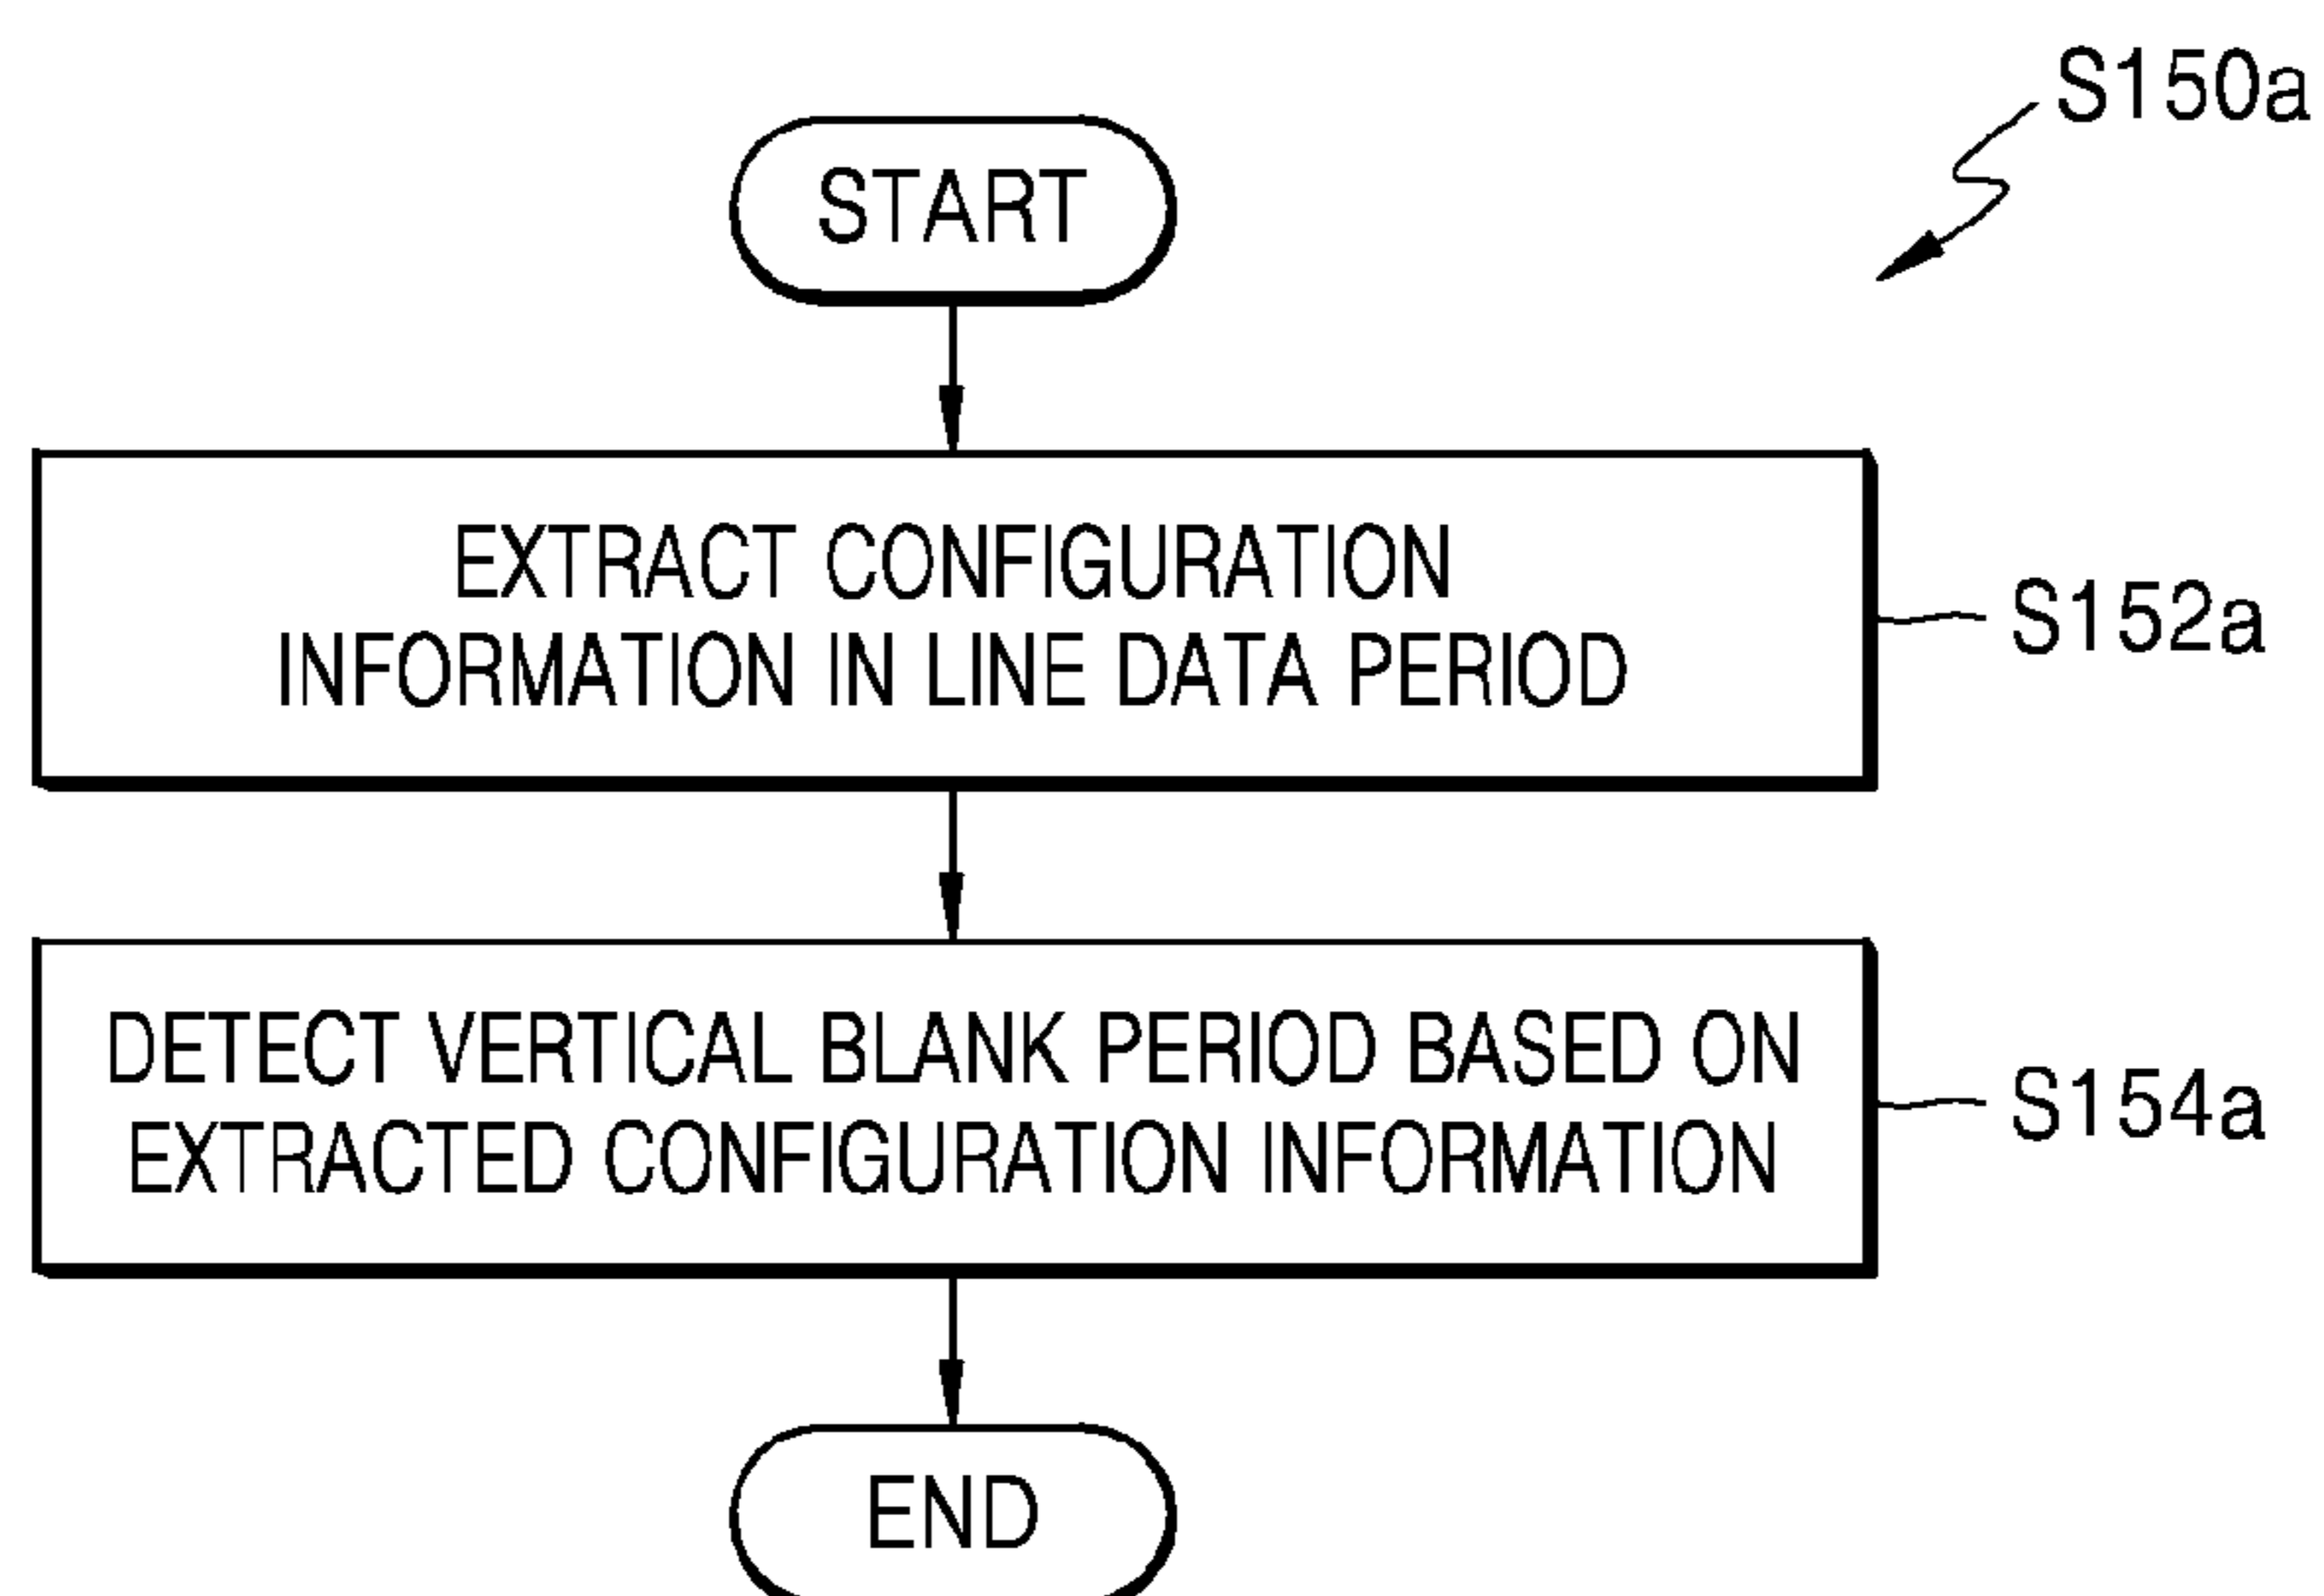 S150a
START
EXTRACT CONFIGURATION
INFORMATION IN LINE DATA PERIOD
S152a
DETECT VERTICAL BLANK PERIOD BASED ON
EXTRACTED CONFIGURATION INFORMATION
S154a
END